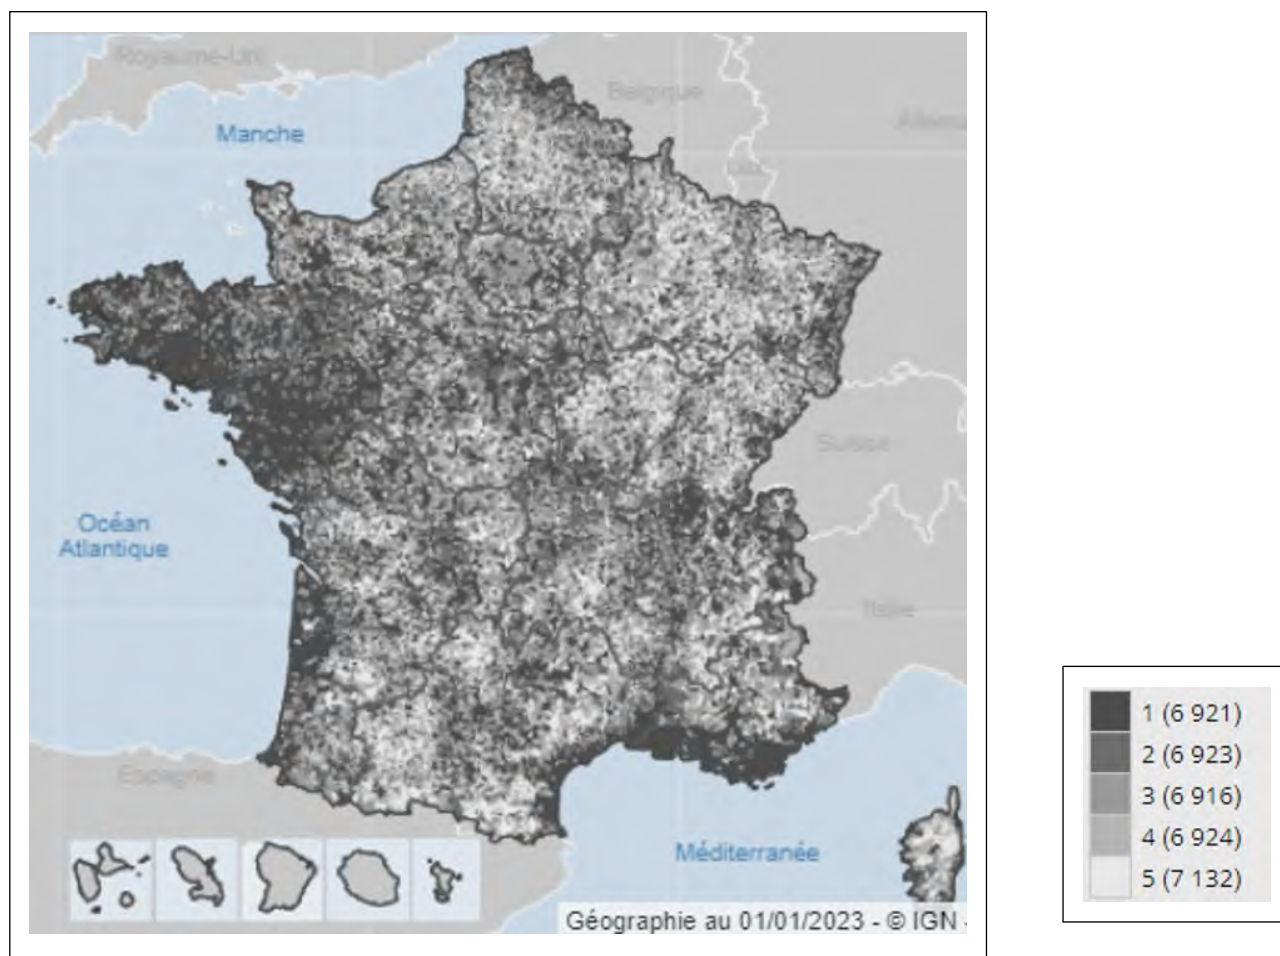 Royaume-Uni
Belgique
Manche
Suisse
Océan
Atlantique
Italie
Espagne
Méditerranée
Géographie au 01/01/2023 - © IGN -
1 (6 921)
2 (6 923)
3 (6 916)
4 (6 924)
5 (7 132)